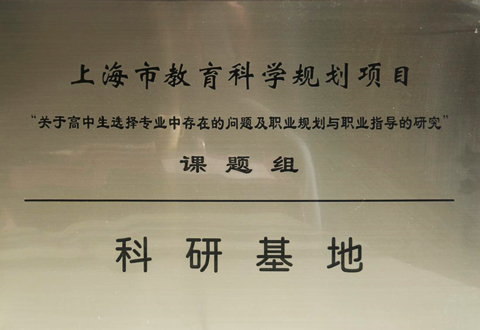 上海市教育科学规划项目
“关于高中生选择专业中存在的问题及职业规划与职业指导的研究”
课题组
科研基地